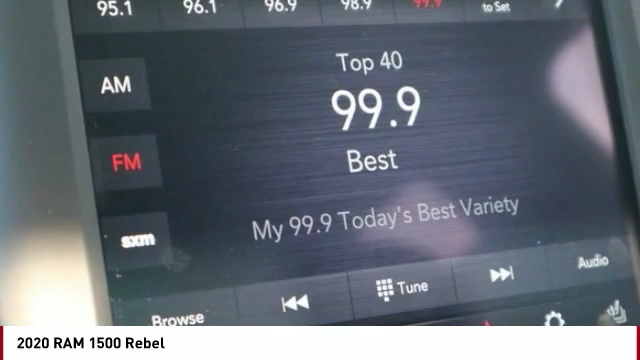 95.1 96.1 96.9 98.9 99.9 to Set
Top 40
AM
99.9
FM
Best
My 99.9 Today's Best Variety
sxm
Browse Tune Audio
2020 RAM 1500 Rebel